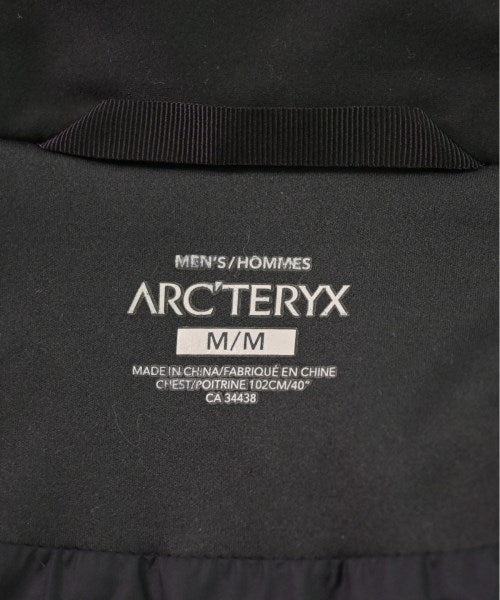 MEN'S/HOMMES
ARC'TERYX
M/M
MADE IN CHINA/FABRIQUÉ EN CHINE
CHEST/POITRINE 102CM/40"
CA 34438